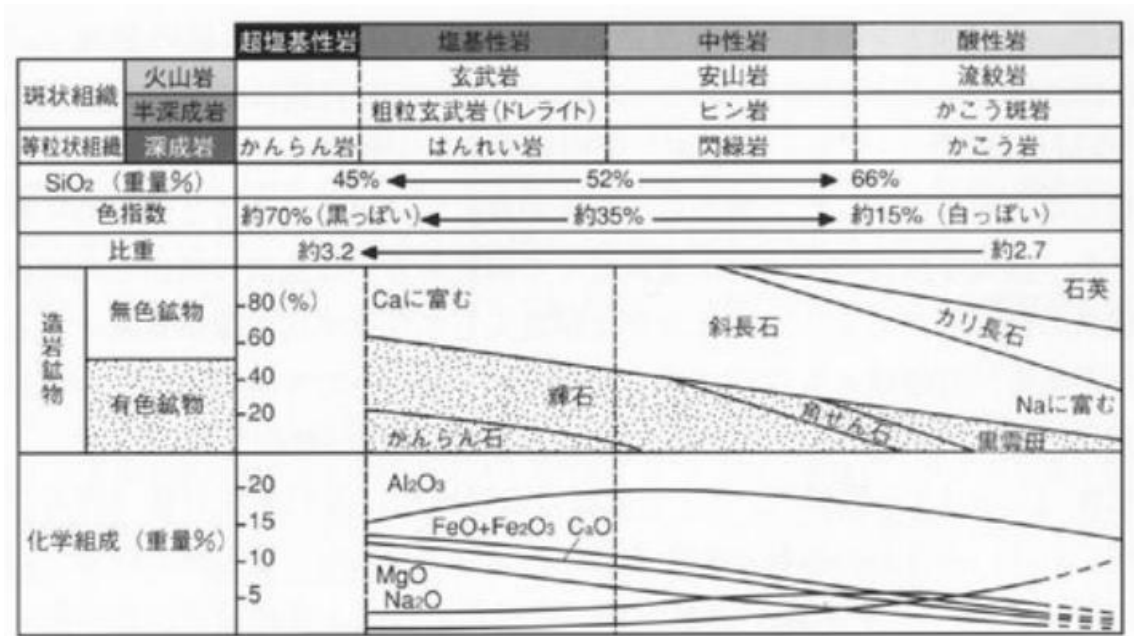 超塩基性岩 塩基性岩 中性岩 酸性岩
斑状組織 火山岩 玄武岩 安山岩 流紋岩
半深成岩 粗粒玄武岩(ドレライト) ヒン岩 かこう斑岩
等粒状組織 深成岩 かんらん岩 はんれい岩 閃緑岩 かこう岩
SiO₂ (重量%) 45% 52% 66%
色指数 約70%(黒っぽい) 約35% 約15% (白っぽい)
比重 約3.2 約2.7
造岩鉱物
無色鉱物
有色鉱物
80(%)
60
40
20
Caに富む
斜長石
石英
カリ長石
Naに富む
輝石
かんらん石
角せん石
黒雲母
化学組成 (重量%)
20
15
10
5
Al₂O₃
FeO+Fe₂O₃ CaO
MgO
Na₂O